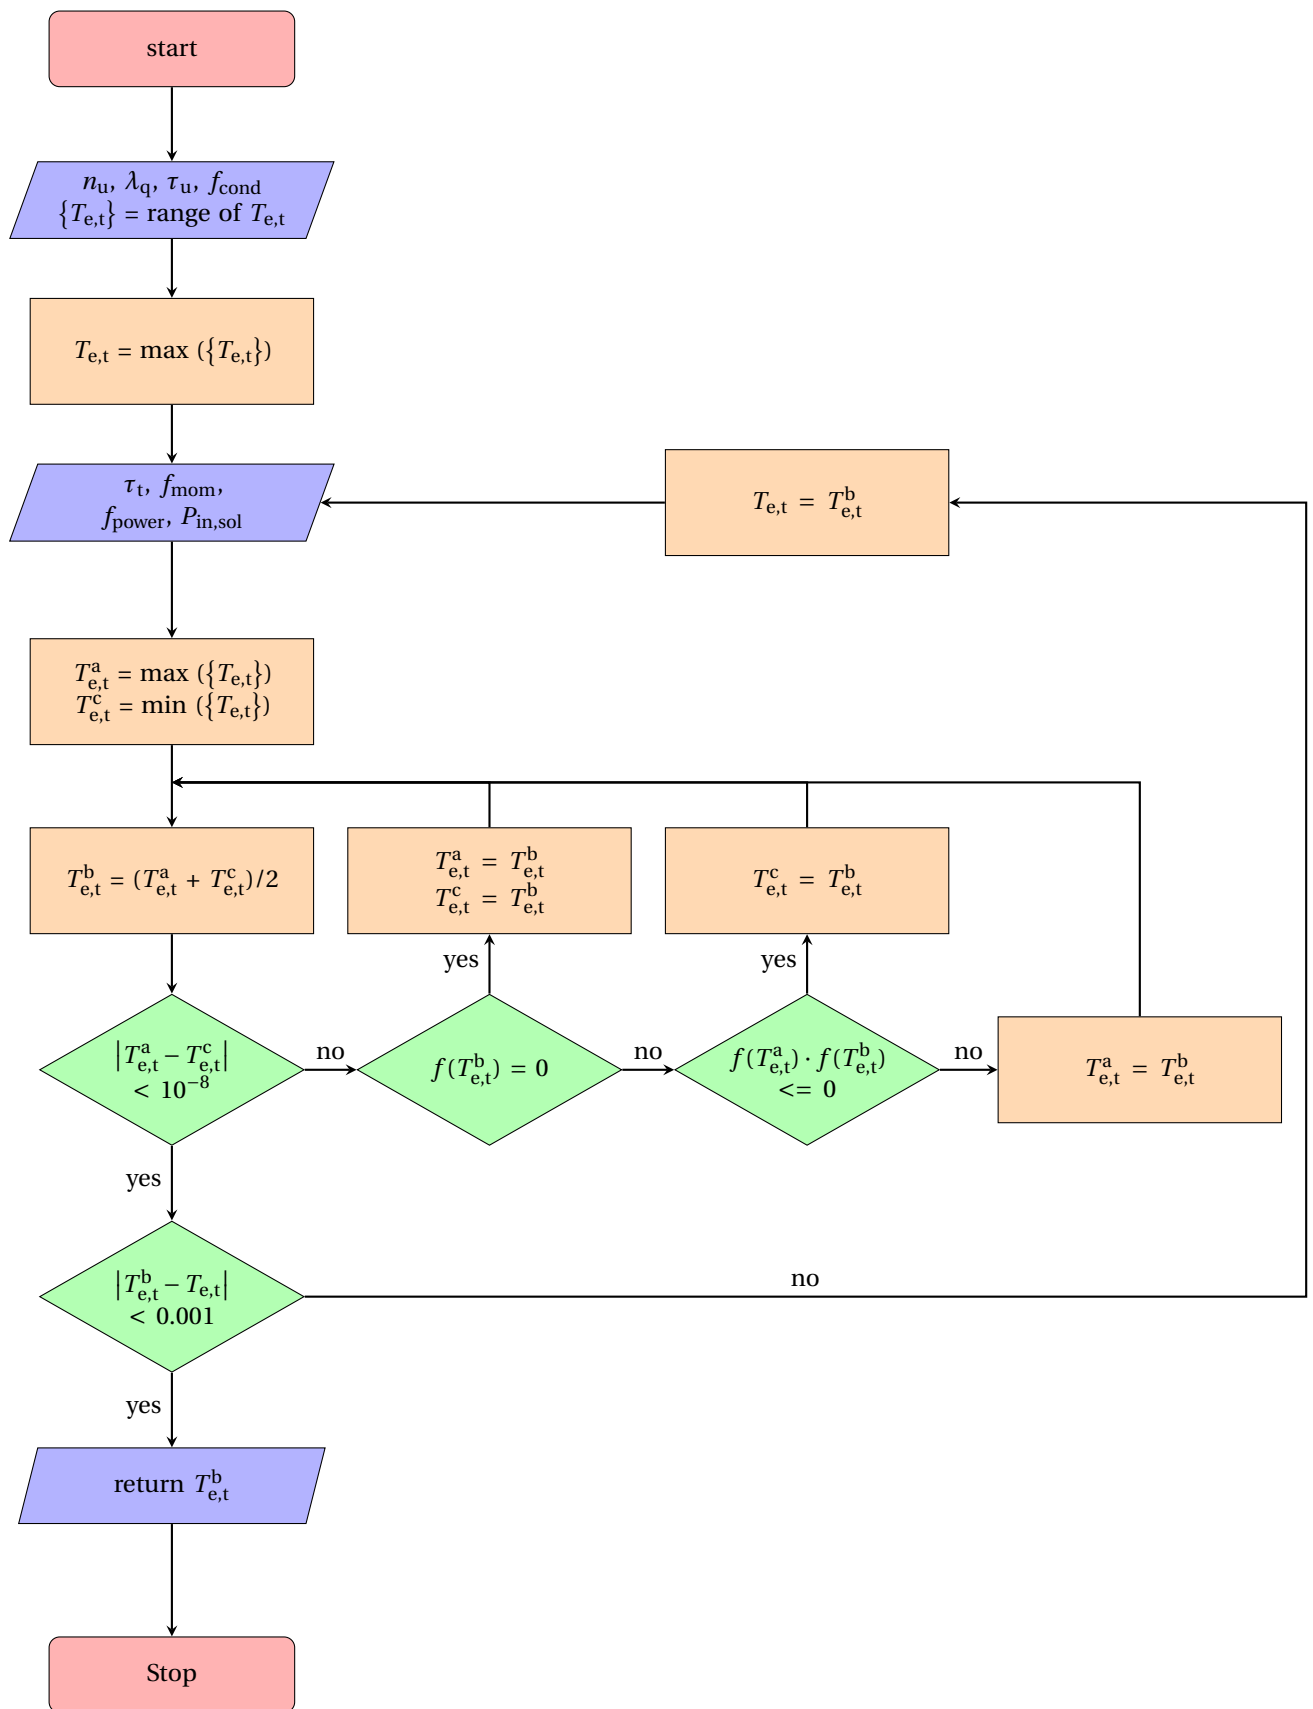 start
n_u, λ_q, τ_u, f_cond
{T_e,t} = range of T_e,t
T_e,t = max ({T_e,t})
τ_t, f_mom,
f_power, P_in,sol
T_e,t = T^b_e,t
T^a_e,t = max ({T_e,t})
T^c_e,t = min ({T_e,t})
T^b_e,t = (T^a_e,t + T^c_e,t)/2
T^a_e,t = T^b_e,t
T^c_e,t = T^b_e,t
T^c_e,t = T^b_e,t
yes
yes
|T^a_e,t − T^c_e,t|
< 10^−8
no
f(T^b_e,t) = 0
no
f(T^a_e,t) · f(T^b_e,t)
<= 0
no
T^a_e,t = T^b_e,t
yes
|T^b_e,t − T_e,t|
< 0.001
no
yes
return T^b_e,t
Stop